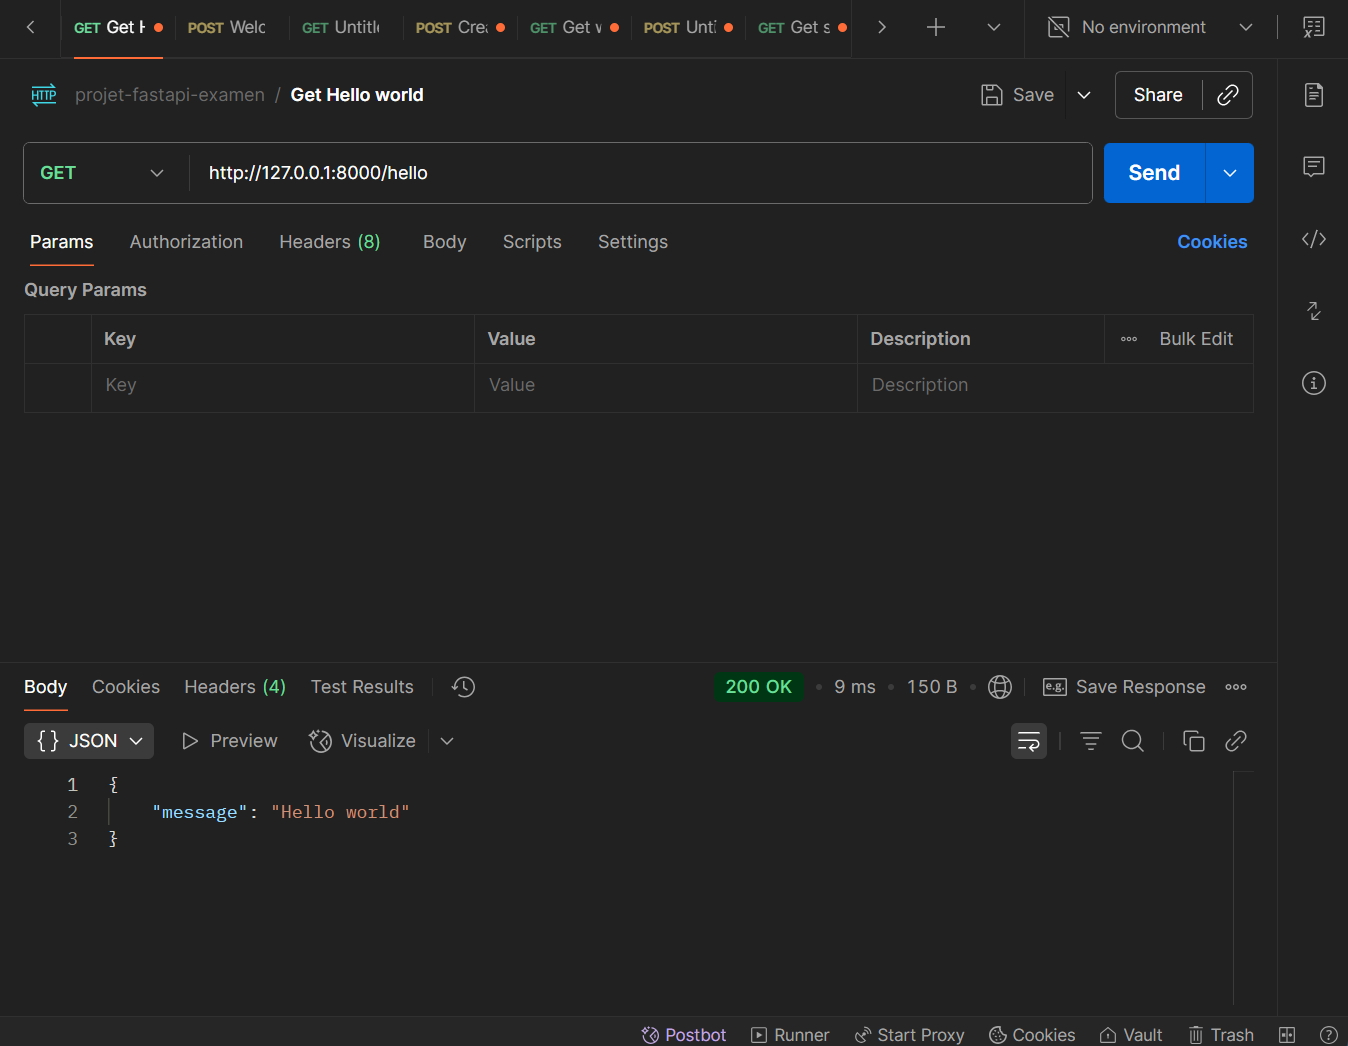 GET Get H POST Welc GET Untitle POST Crea GET Get w POST Unti GET Get s No environment
HTTP projet-fastapi-examen / Get Hello world Save Share
GET http://127.0.0.1:8000/hello Send
Params Authorization Headers (8) Body Scripts Settings Cookies
Query Params
Key Value Description Bulk Edit
Key Value Description
Body Cookies Headers (4) Test Results 200 OK 9 ms 150 B e.g. Save Response
{} JSON Preview Visualize
1 {
2 "message": "Hello world"
3 }
Postbot Runner Start Proxy Cookies Vault Trash